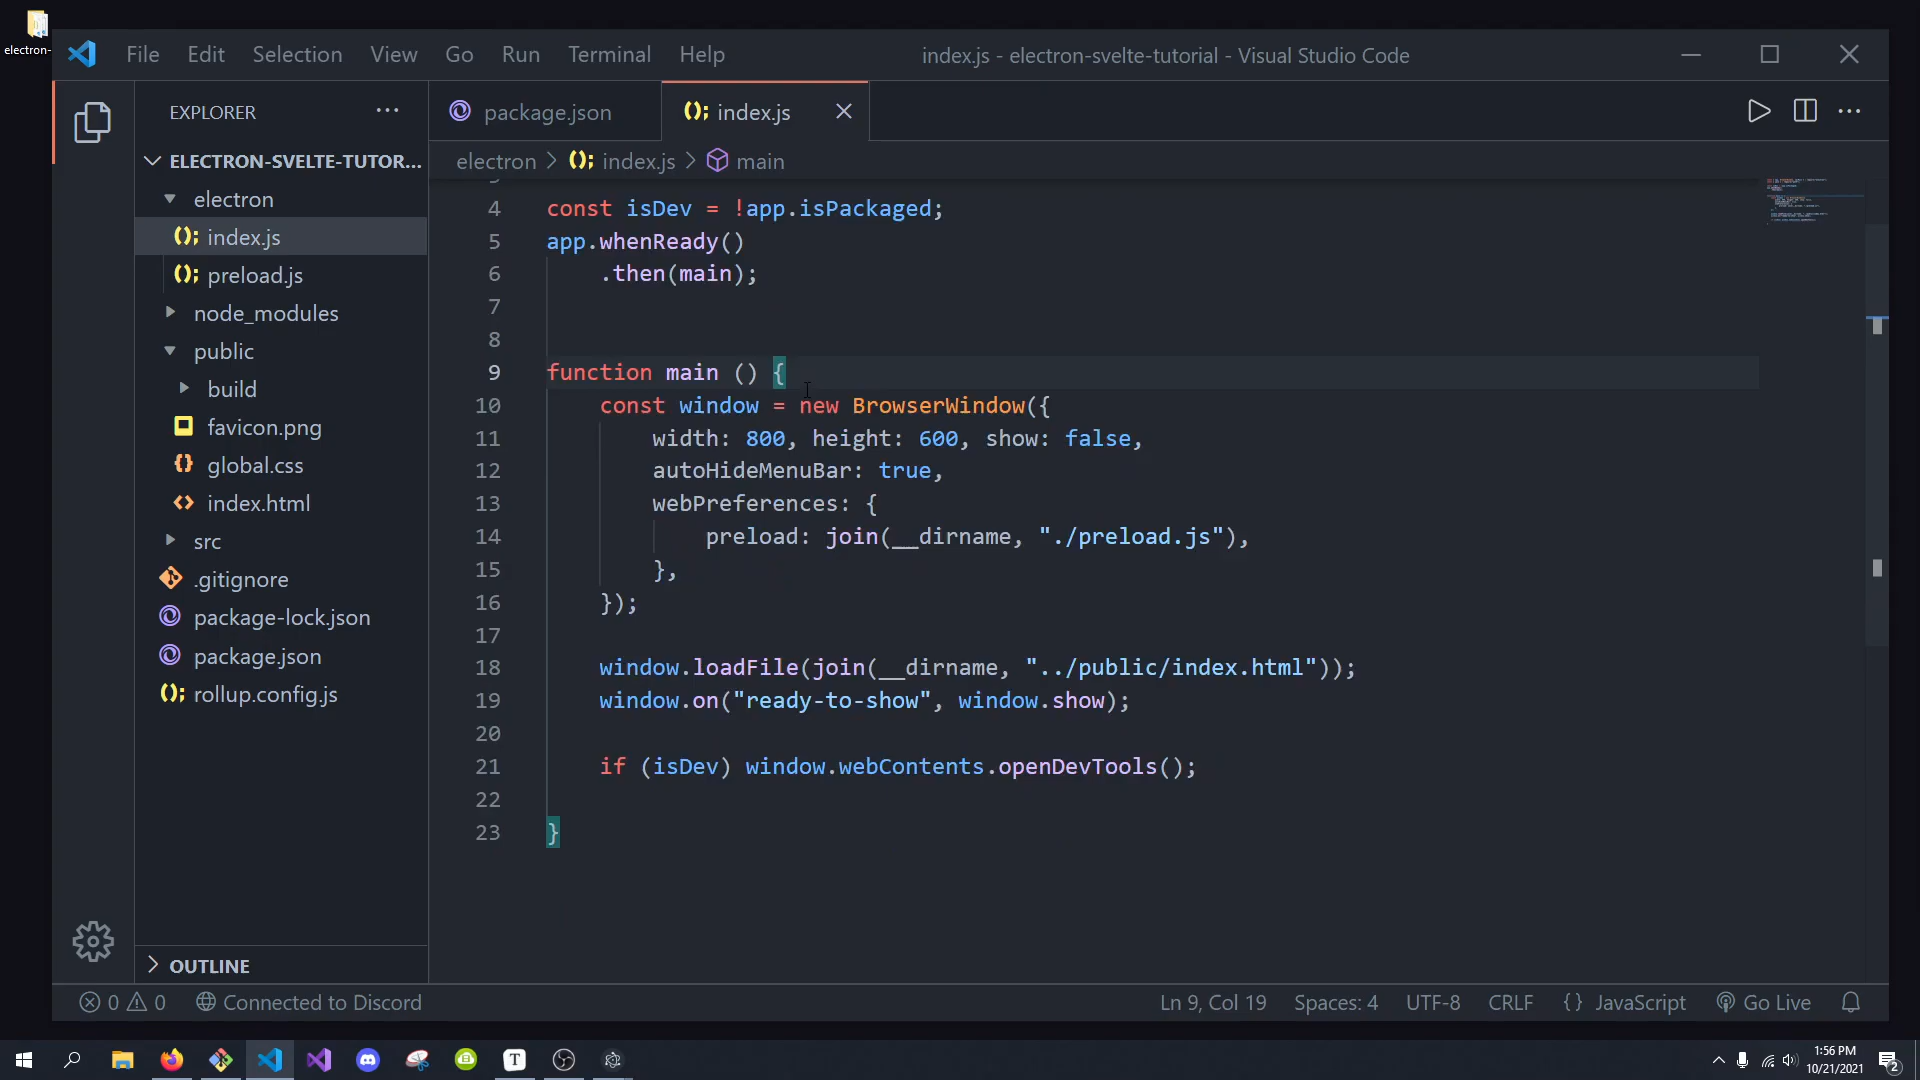 electron-
File Edit Selection View Go Run Terminal Help
index.js - electron-svelte-tutorial - Visual Studio Code
EXPLORER
ELECTRON-SVELTE-TUTOR...
electron
index.js
preload.js
node_modules
public
build
favicon.png
global.css
index.html
src
.gitignore
package-lock.json
package.json
rollup.config.js
OUTLINE
package.json
index.js
electron > index.js > main
4 const isDev = !app.isPackaged;
5 app.whenReady()
6 .then(main);
7
8
9 function main () {
10 const window = new BrowserWindow({
11 width: 800, height: 600, show: false,
12 autoHideMenuBar: true,
13 webPreferences: {
14 preload: join(__dirname, "./preload.js"),
15 },
16 });
17
18 window.loadFile(join(__dirname, "../public/index.html"));
19 window.on("ready-to-show", window.show);
20
21 if (isDev) window.webContents.openDevTools();
22
23 }
0 0 Connected to Discord
Ln 9, Col 19 Spaces: 4 UTF-8 CRLF {} JavaScript Go Live
T
1:56 PM
10/21/2021
2